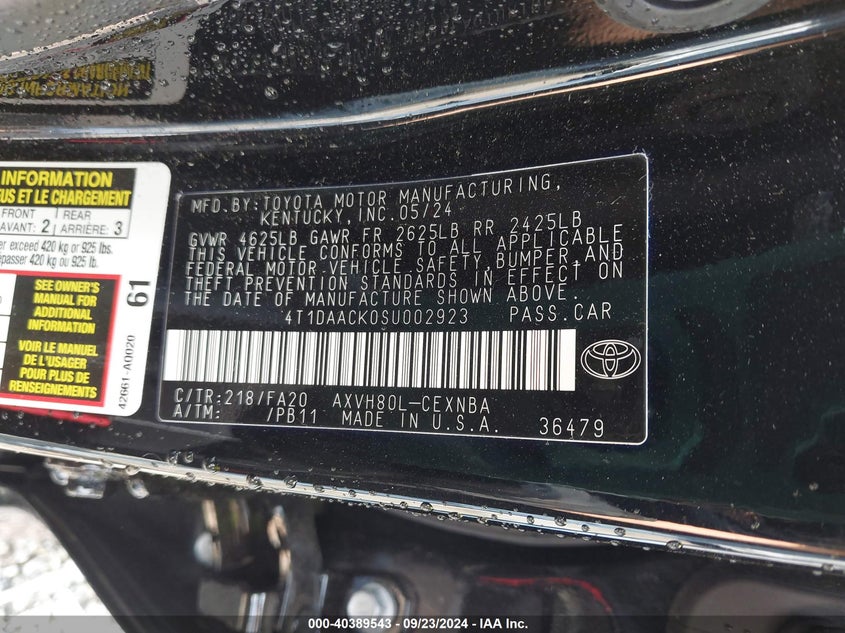 INFORMATION
US ET LE CHARGEMENT
FRONT
AVANT: 2
REAR
ARRIÈRE: 3
er exceed 420 kg or 925 lbs.
épasser 420 kg ou 925 lb.
SEE OWNER'S
MANUAL FOR
ADDITIONAL
INFORMATION
VOIR LE MANUEL
DE L'USAGER
POUR PLUS DE
RENSEIGNEMENTS
61
42661-A0020
MFD.BY:TOYOTA MOTOR MANUFACTURING,
KENTUCKY, INC. 05/24
GVWR 4625LB GAWR FR 2625LB RR 2425LB
THIS VEHICLE CONFORMS TO ALL APPLICABLE
FEDERAL MOTOR VEHICLE SAFETY, BUMPER, AND
THEFT PREVENTION STANDARDS IN EFFECT ON
THE DATE OF MANUFACTURE SHOWN ABOVE.
4T1DAACK0SU002923 PASS.CAR
C/TR:218/FA20 AXVH80L-CEXNBA
A/TM: /PB11 MADE IN U.S.A. 36479
000-40389543 - 09/23/2024 - IAA Inc.